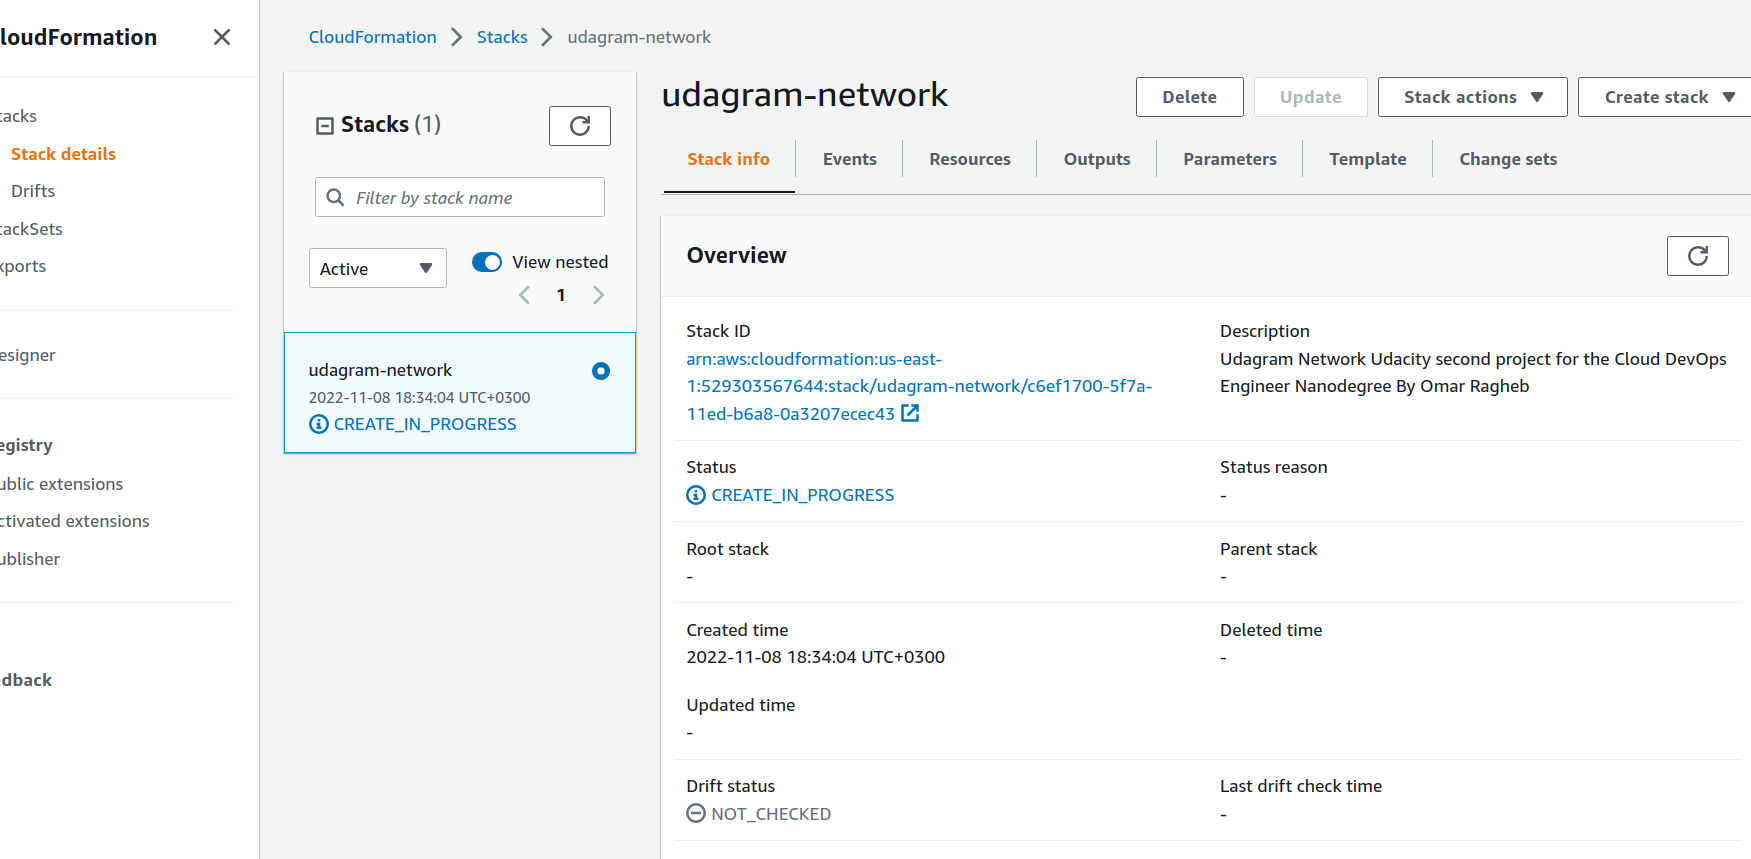 loudFormation
tacks
Stack details
Drifts
tackSets
xports
esigner
egistry
ublic extensions
ctivated extensions
ublisher
dback
CloudFormation > Stacks > udagram-network
Stacks (1)
Filter by stack name
Active
View nested
1
udagram-network
2022-11-08 18:34:04 UTC+0300
CREATE_IN_PROGRESS
udagram-network
Delete
Update
Stack actions
Create stack
Stack info
Events
Resources
Outputs
Parameters
Template
Change sets
Overview
Stack ID
arn:aws:cloudformation:us-east-
1:529303567644:stack/udagram-network/c6ef1700-5f7a-
11ed-b6a8-0a3207ecec43
Description
Udagram Network Udacity second project for the Cloud DevOps
Engineer Nanodegree By Omar Ragheb
Status
CREATE_IN_PROGRESS
Status reason
-
Root stack
-
Parent stack
-
Created time
2022-11-08 18:34:04 UTC+0300
Deleted time
-
Updated time
-
Drift status
NOT_CHECKED
Last drift check time
-